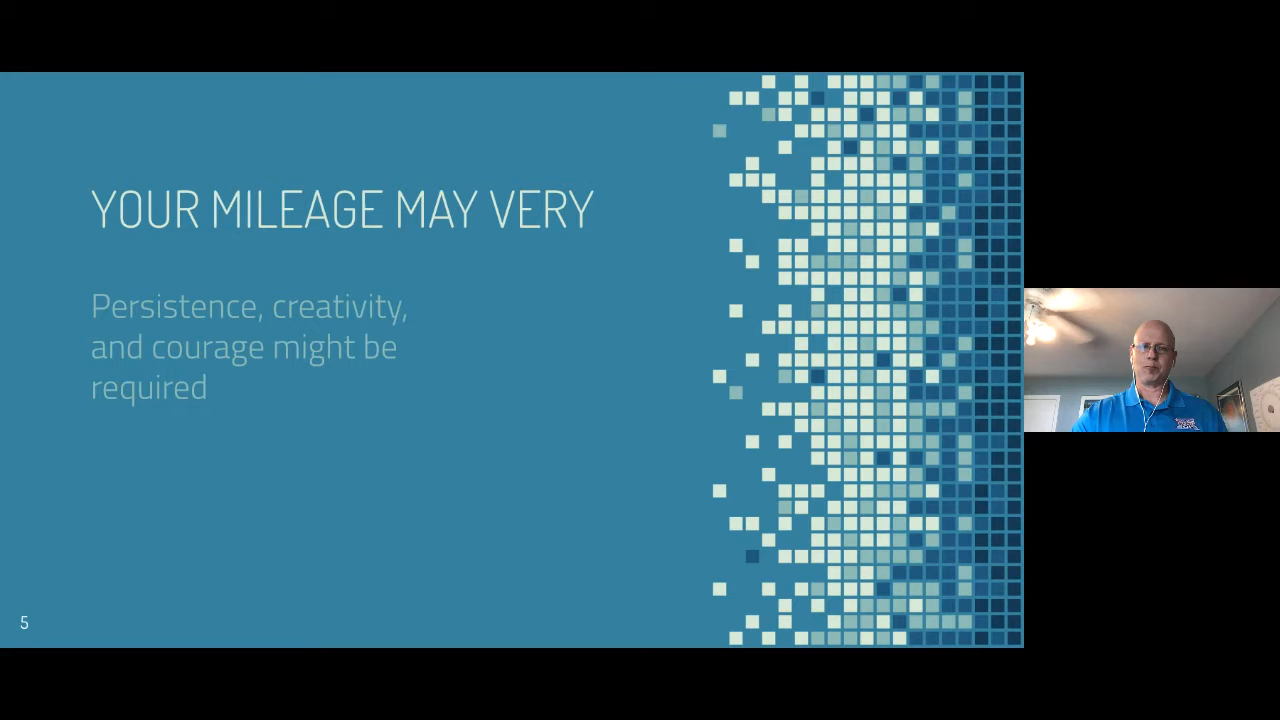 YOUR MILEAGE MAY VERY
Persistence, creativity,
and courage might be
required
5